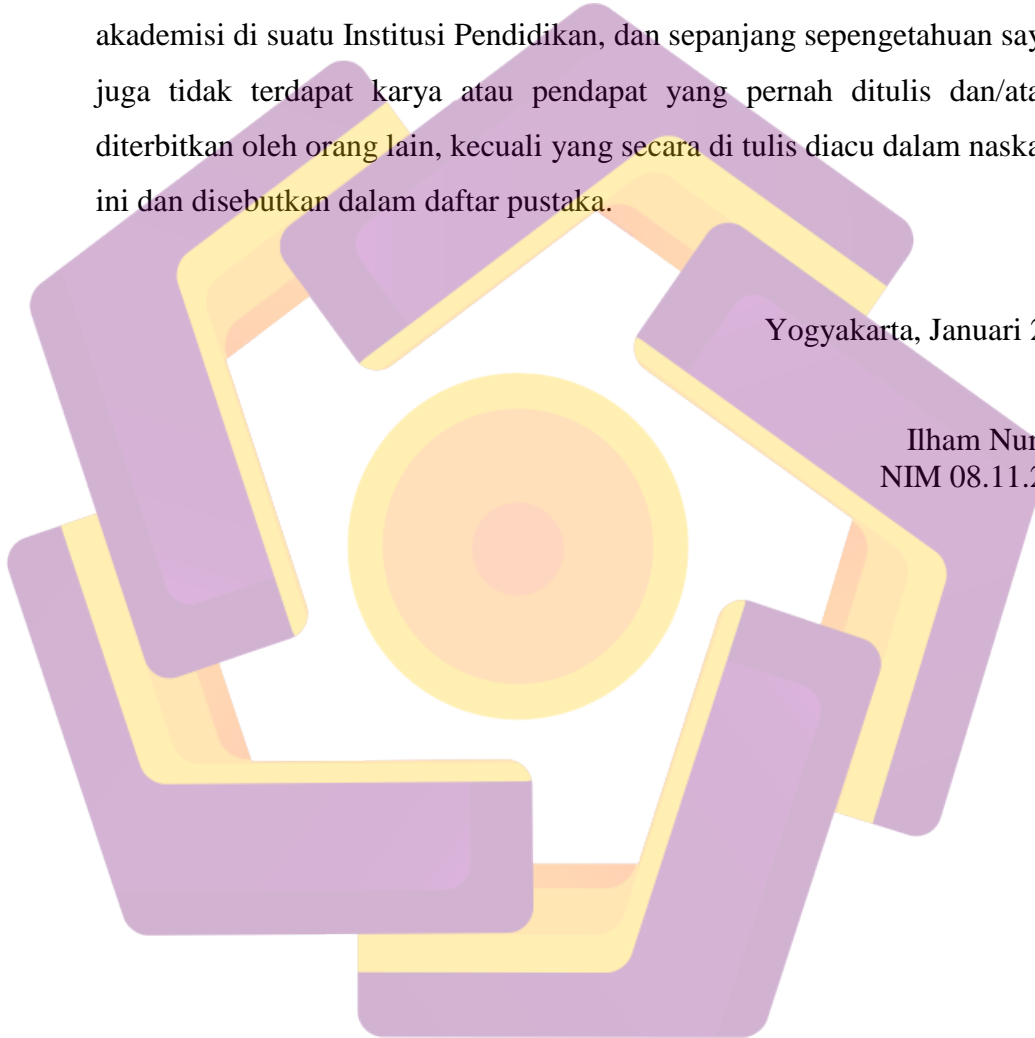 akademisi di suatu Institusi Pendidikan, dan sepanjang sepengetahuan say
juga tidak terdapat karya atau pendapat yang pernah ditulis dan/ata
diterbitkan oleh orang lain, kecuali yang secara di tulis diacu dalam naska
ini dan disebutkan dalam daftar pustaka.
Yogyakarta, Januari 2
Ilham Nur
NIM 08.11.2